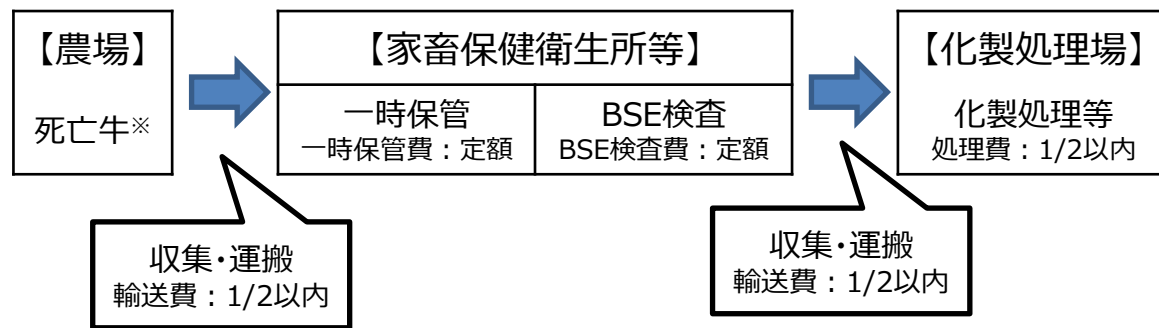 【農場】
死亡牛※
【家畜保健衛生所等】
一時保管
一時保管費：定額
BSE検査
BSE検査費：定額
【化製処理場】
化製処理等
処理費：1/2以内
収集・運搬
輸送費：1/2以内
収集・運搬
輸送費：1/2以内